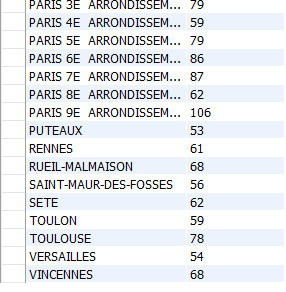 PARIS 3E ARRONDISSEM... 79
PARIS 4E ARRONDISSEM... 59
PARIS 5E ARRONDISSEM... 79
PARIS 6E ARRONDISSEM... 86
PARIS 7E ARRONDISSEM... 87
PARIS 8E ARRONDISSEM... 62
PARIS 9E ARRONDISSEM... 106
PUTEAUX 53
RENNES 61
RUEIL-MALMAISON 68
SAINT-MAUR-DES-FOSSES 56
SETE 62
TOULON 59
TOULOUSE 78
VERSAILLES 54
VINCENNES 68